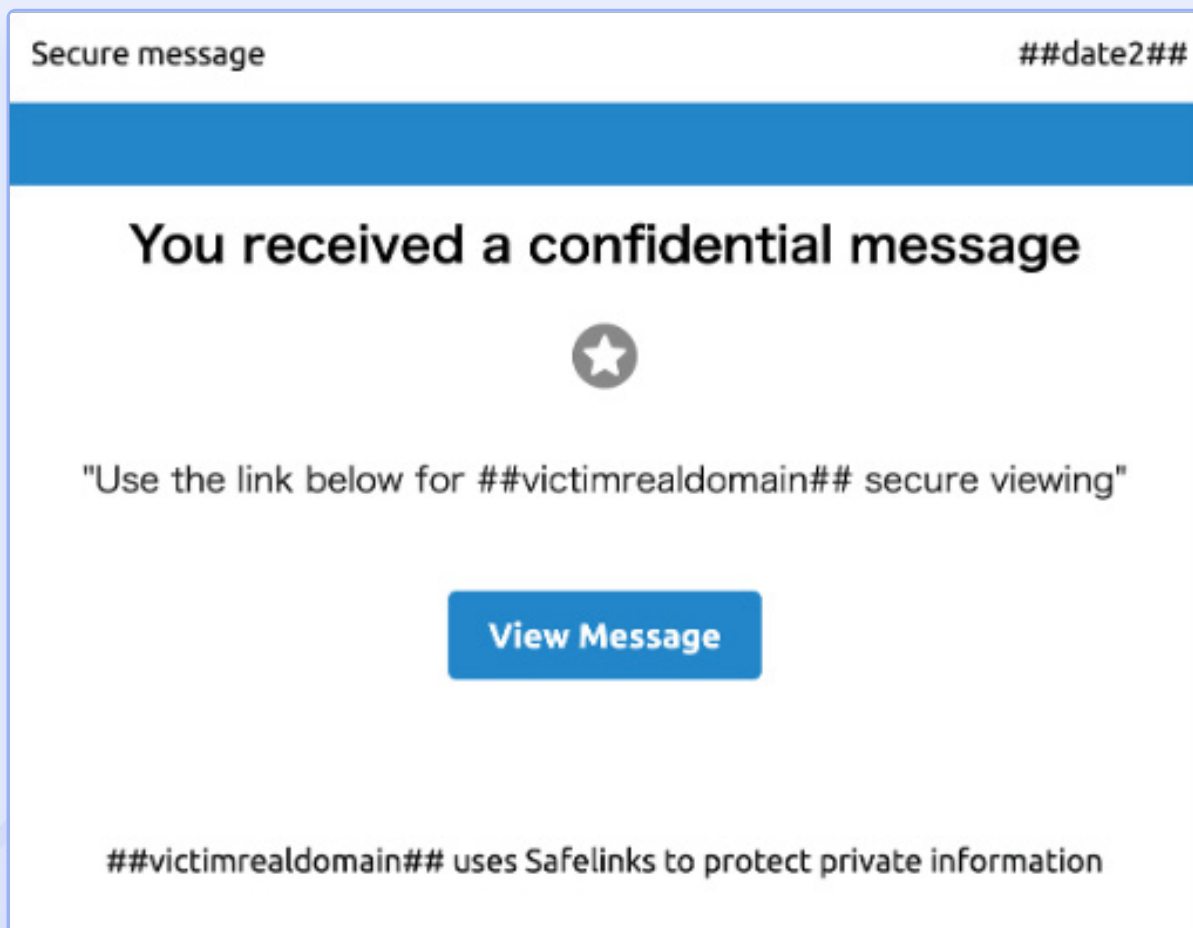 Secure message ##date2##
You received a confidential message
"Use the link below for ##victimrealdomain## secure viewing"
View Message
##victimrealdomain## uses Safelinks to protect private information